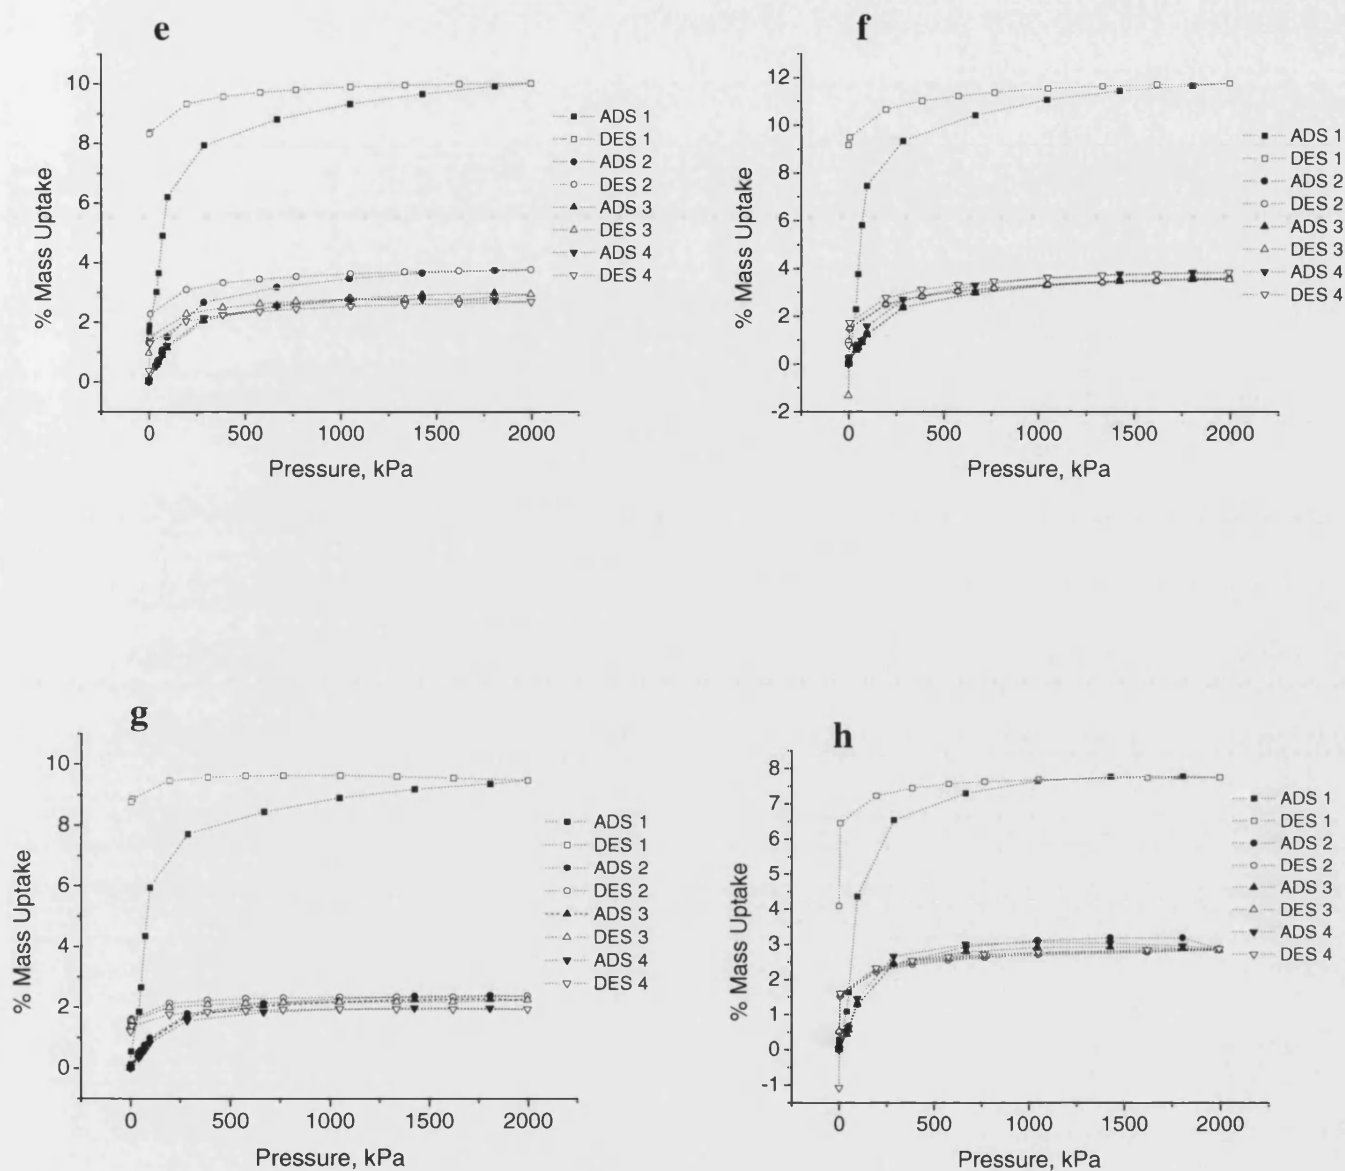 e
10
8
6
4
2
0
% Mass Uptake
0 500 1000 1500 2000
Pressure, kPa
ADS 1
DES 1
ADS 2
DES 2
ADS 3
DES 3
ADS 4
DES 4
f
12
10
8
6
4
2
0
-2
% Mass Uptake
0 500 1000 1500 2000
Pressure, kPa
ADS 1
DES 1
ADS 2
DES 2
ADS 3
DES 3
ADS 4
DES 4
g
10
8
6
4
2
0
% Mass Uptake
0 500 1000 1500 2000
Pressure, kPa
ADS 1
DES 1
ADS 2
DES 2
ADS 3
DES 3
ADS 4
DES 4
h
8
7
6
5
4
3
2
1
0
-1
% Mass Uptake
0 500 1000 1500 2000
Pressure, kPa
ADS 1
DES 1
ADS 2
DES 2
ADS 3
DES 3
ADS 4
DES 4